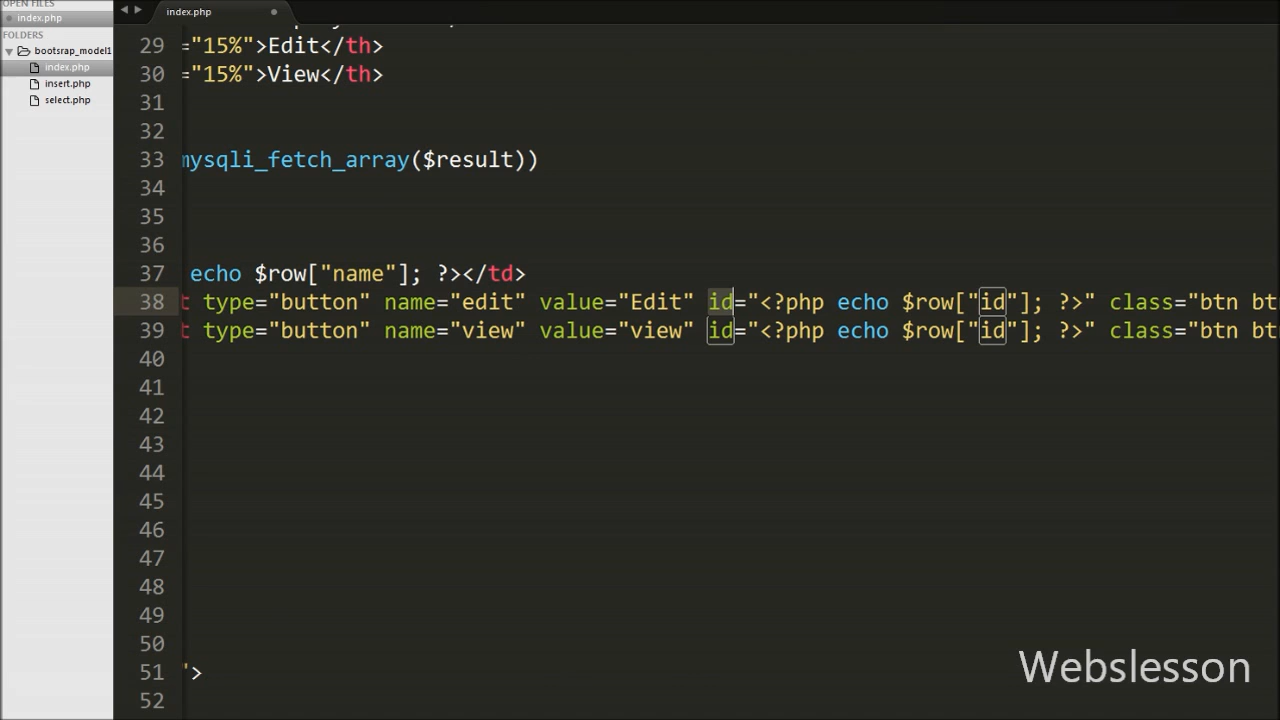 OPEN FILES
index.php
FOLDERS
bootsrap_model1
index.php
insert.php
select.php
index.php
29 ="15%">Edit</th>
30 ="15%">View</th>
31
32
33 mysqli_fetch_array($result))
34
35
36
37 echo $row["name"]; ?></td>
38 t type="button" name="edit" value="Edit" id="<?php echo $row["id"]; ?>" class="btn bt
39 t type="button" name="view" value="view" id="<?php echo $row["id"]; ?>" class="btn bt
40
41
42
43
44
45
46
47
48
49
50
51 ">
52
Webslesson